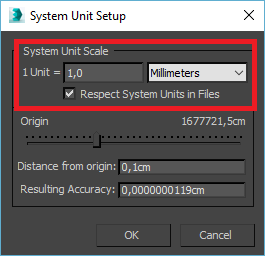 System Unit Setup
System Unit Scale
1 Unit = 1,0 Millimeters
Respect System Units in Files
Origin 1677721,5cm
Distance from origin: 0,1cm
Resulting Accuracy: 0,0000000119cm
OK Cancel